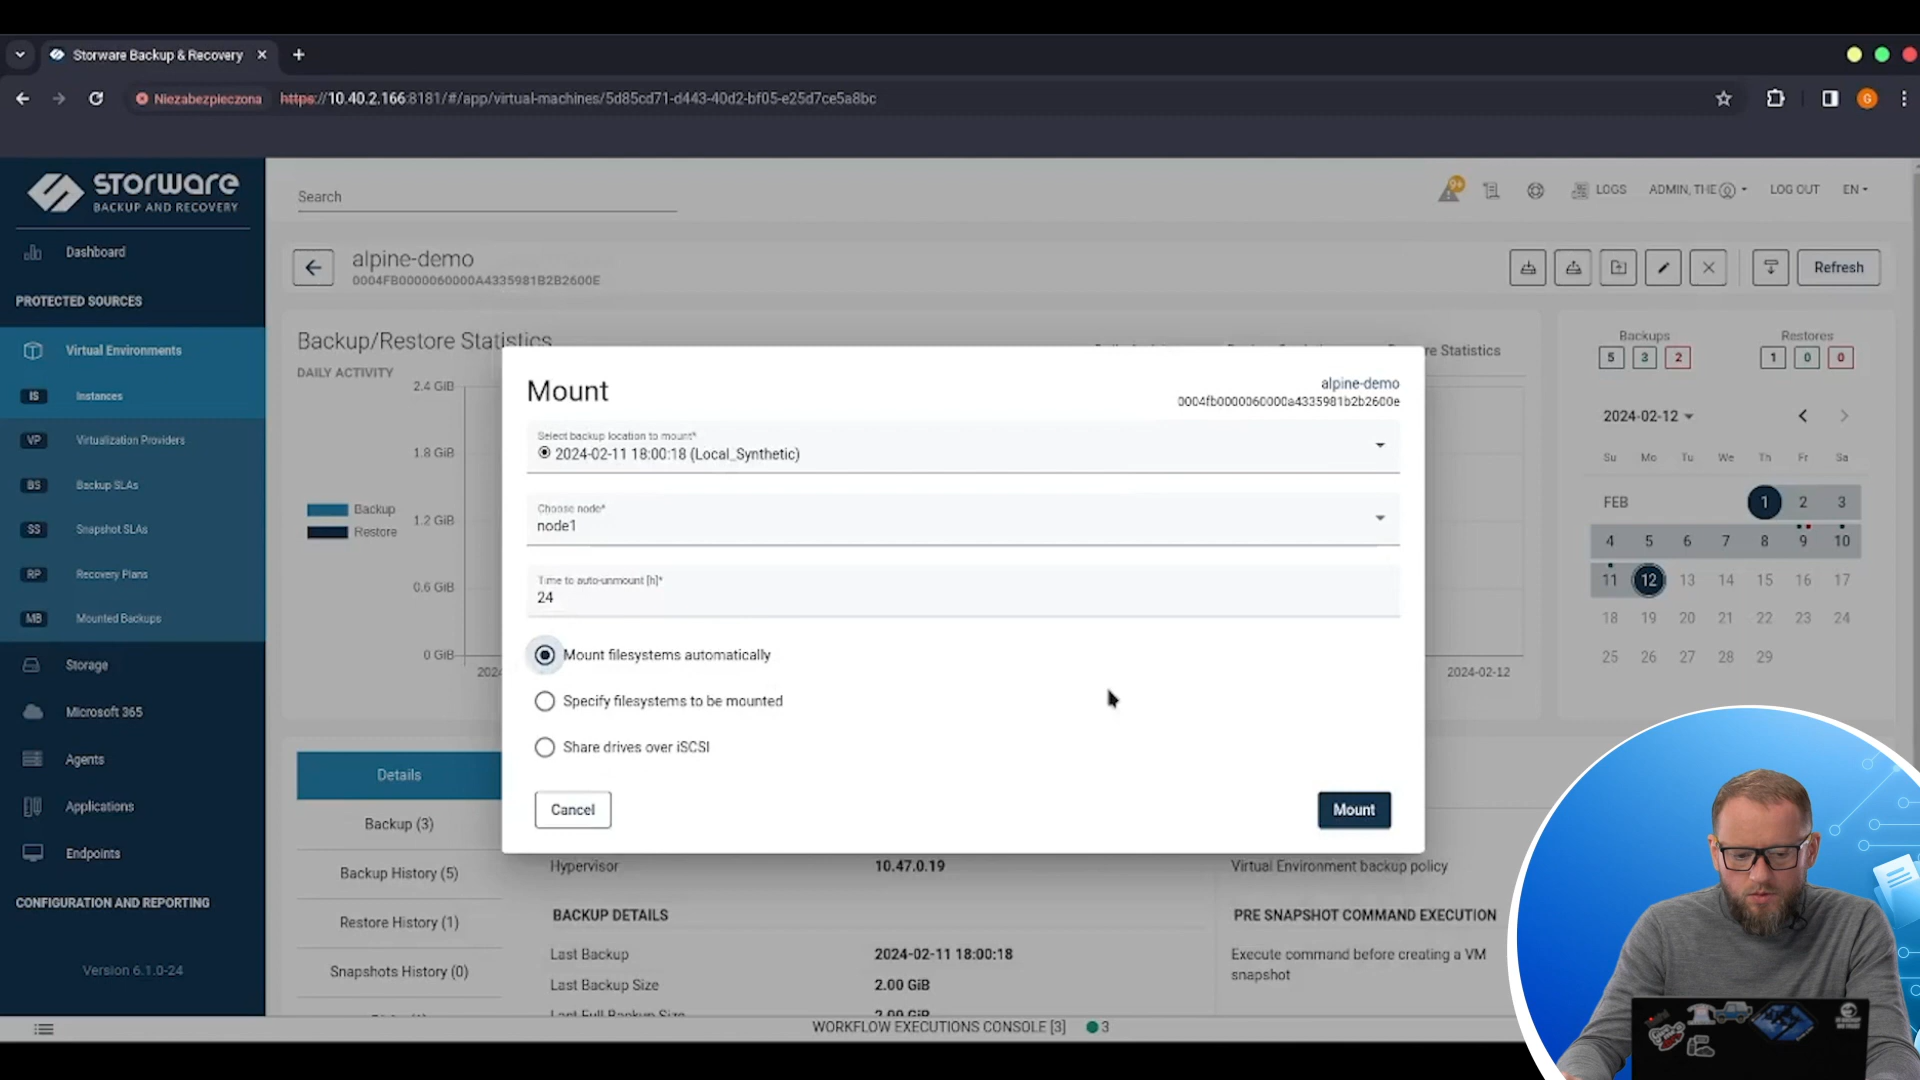 Storware Backup & Recovery
Niezabezpieczona https://10.40.2.166:8181/#/app/virtual-machines/5d85cd71-d443-40d2-bf05-e25d7ce5a8bc
G
STORWARE
BACKUP AND RECOVERY
Dashboard
PROTECTED SOURCES
Virtual Environments
IS Instances
VP Virtualization Providers
BS Backup SLAs
SS Snapshot SLAs
RP Recovery Plans
MB Mounted Backups
Storage
Microsoft 365
Agents
Applications
Endpoints
CONFIGURATION AND REPORTING
Version 6.1.0-24
Search
9+
LOGS
ADMIN, THE
LOG OUT
EN
alpine-demo
0004FB0000060000A4335981B2B2600E
Refresh
Backup/Restore Statistics
re Statistics
DAILY ACTIVITY
2.4 GiB
1.8 GiB
1.2 GiB
0.6 GiB
0 GiB
Backup
Restore
202
2024-02-12
Mount
alpine-demo
0004fb0000060000a4335981b2b2600e
Select backup location to mount*
2024-02-11 18:00:18 (Local_Synthetic)
Choose node*
node1
Time to auto-unmount [h]*
24
Mount filesystems automatically
Specify filesystems to be mounted
Share drives over iSCSI
Cancel
Mount
Backups
5 3 2
Restores
1 0 0
2024-02-12
Su Mo Tu We Th Fr Sa
FEB 1 2 3
4 5 6 7 8 9 10
11 12 13 14 15 16 17
18 19 20 21 22 23 24
25 26 27 28 29
Details
Backup (3)
Backup History (5)
Restore History (1)
Snapshots History (0)
Hypervisor 10.47.0.19
BACKUP DETAILS
Last Backup 2024-02-11 18:00:18
Last Backup Size 2.00 GiB
Last Full Backup Size 2.00 GiB
Virtual Environment backup policy
PRE SNAPSHOT COMMAND EXECUTION
Execute command before creating a VM
snapshot
WORKFLOW EXECUTIONS CONSOLE [3] 3